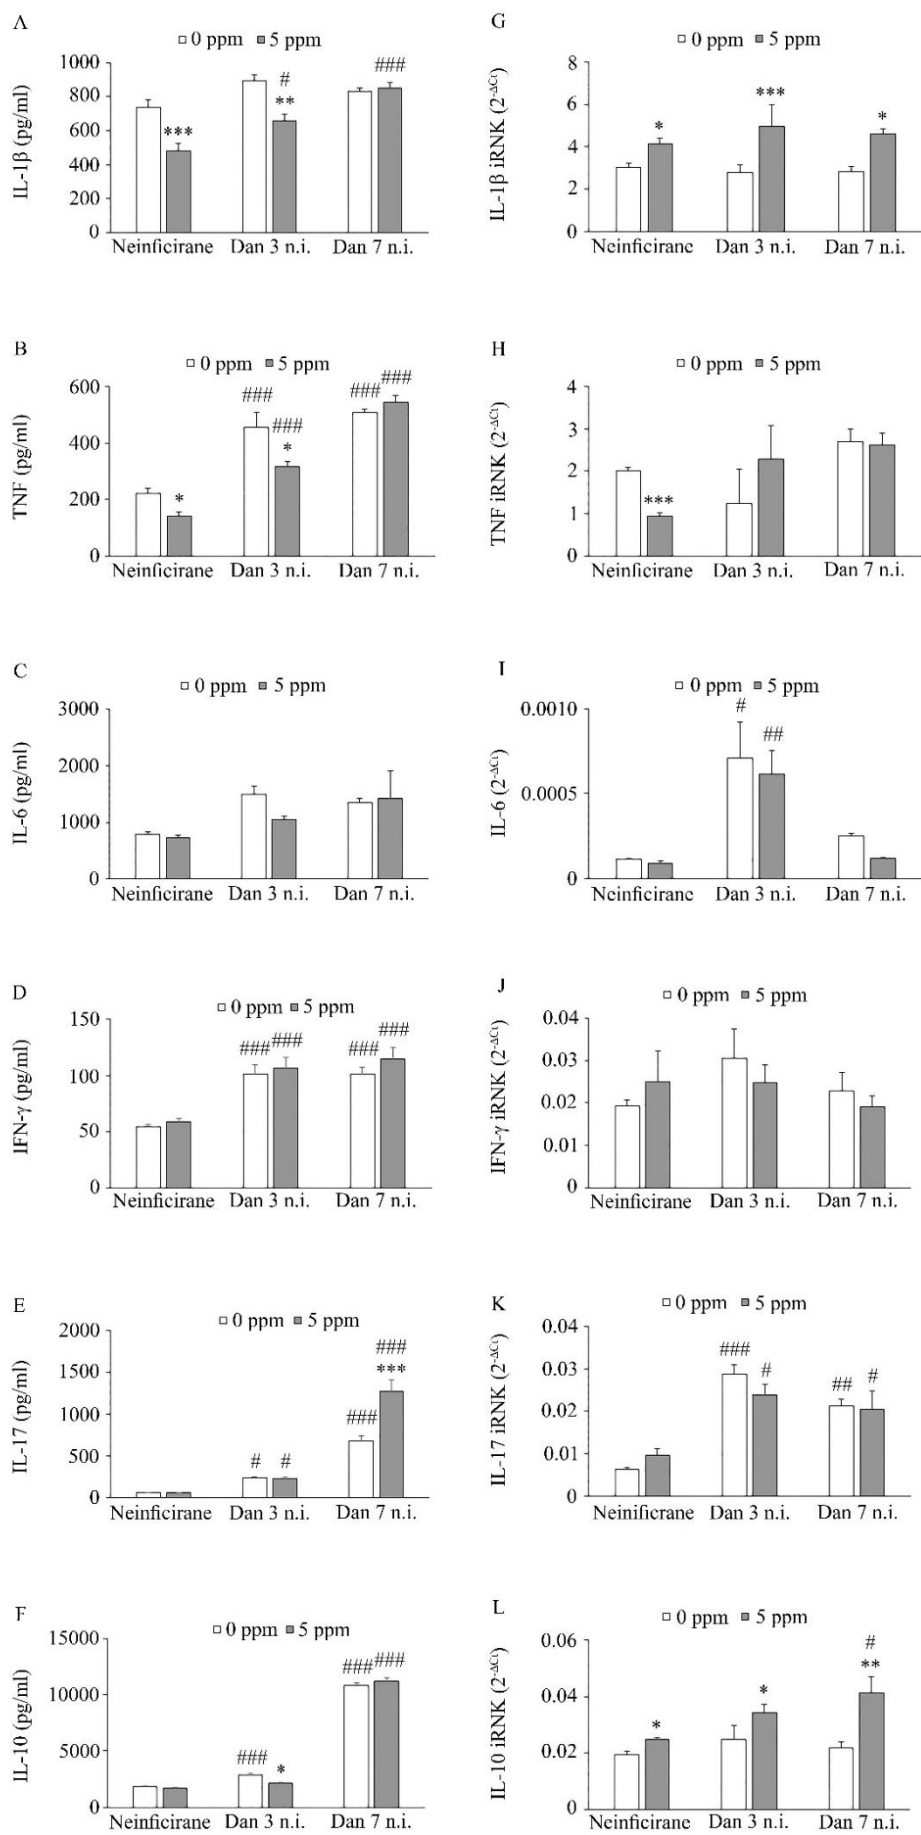 A
0 ppm 5 ppm
IL-1β (pg/ml)
1000
800
600
400
200
0
***
#
**
###
Neinficirane Dan 3 n.i. Dan 7 n.i.
G
0 ppm 5 ppm
IL-1β iRNK (2-ΔCt)
8
6
4
2
0
*
***
*
Neinficirane Dan 3 n.i. Dan 7 n.i.
B
0 ppm 5 ppm
TNF (pg/ml)
600
400
200
0
*
###
###
*
###
###
Neinficirane Dan 3 n.i. Dan 7 n.i.
H
0 ppm 5 ppm
TNF iRNK (2-ΔCt)
4
3
2
1
0
***
Neinficirane Dan 3 n.i. Dan 7 n.i.
C
0 ppm 5 ppm
IL-6 (pg/ml)
3000
2000
1000
0
Neinficirane Dan 3 n.i. Dan 7 n.i.
I
0 ppm 5 ppm
IL-6 (2-ΔCt)
0.0010
0.0005
0
#
##
Neinficirane Dan 3 n.i. Dan 7 n.i.
D
0 ppm 5 ppm
IFN-γ (pg/ml)
150
100
50
0
###
###
###
###
Neinficirane Dan 3 n.i. Dan 7 n.i.
J
0 ppm 5 ppm
IFN-γ iRNK (2-ΔCt)
0.04
0.03
0.02
0.01
0
Neinficirane Dan 3 n.i. Dan 7 n.i.
E
0 ppm 5 ppm
IL-17 (pg/ml)
2000
1500
1000
500
0
#
#
###
###
***
Neinficirane Dan 3 n.i. Dan 7 n.i.
K
0 ppm 5 ppm
IL-17 iRNK (2-ΔCt)
0.04
0.03
0.02
0.01
0
###
#
##
#
Neinificrane Dan 3 n.i. Dan 7 n.i.
F
0 ppm 5 ppm
IL-10 (pg/ml)
15000
10000
5000
0
###
*
###
###
Neinficirane Dan 3 n.i. Dan 7 n.i.
L
0 ppm 5 ppm
IL-10 iRNK (2-ΔCt)
0.06
0.04
0.02
0
*
*
#
**
Neinficirane Dan 3 n.i. Dan 7 n.i.